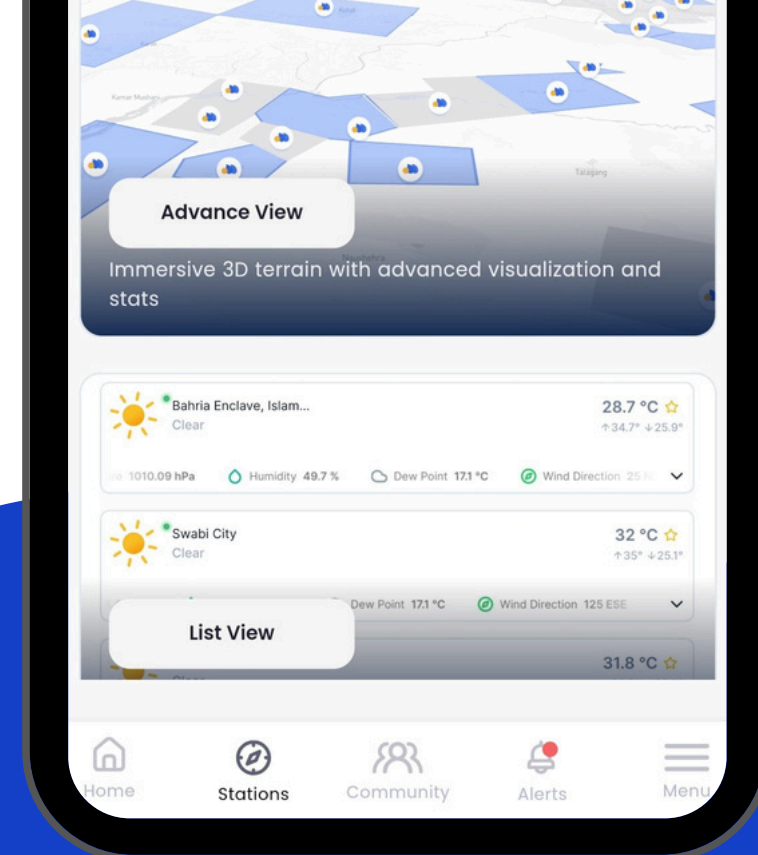 Talagang
Advance View
Immersive 3D terrain with advanced visualization and
stats
Bahria Enclave, Islam...
28.7 °C
Clear
↑34.7° ↓25.9°
1010.09 hPa Humidity 49.7 % Dew Point 17.1 °C Wind Direction 25
Swabi City
32 °C
Clear
↑35° ↓25.1°
Dew Point 17.1 °C Wind Direction 125 ESE
List View
31.8 °C
Home Stations Community Alerts Menu